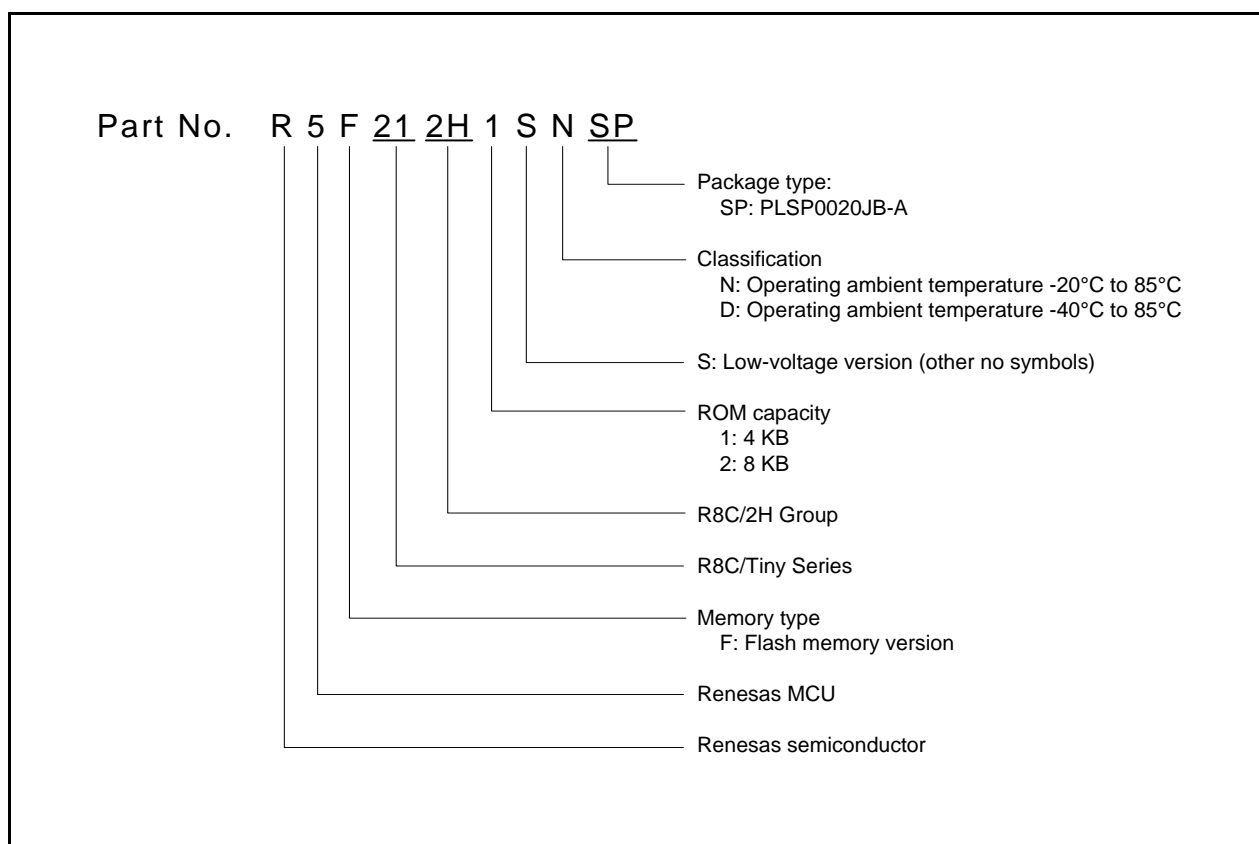 Part No. R 5 F 21 2H 1 S N SP
Package type:
SP: PLSP0020JB-A
Classification
N: Operating ambient temperature -20°C to 85°C
D: Operating ambient temperature -40°C to 85°C
S: Low-voltage version (other no symbols)
ROM capacity
1: 4 KB
2: 8 KB
R8C/2H Group
R8C/Tiny Series
Memory type
F: Flash memory version
Renesas MCU
Renesas semiconductor